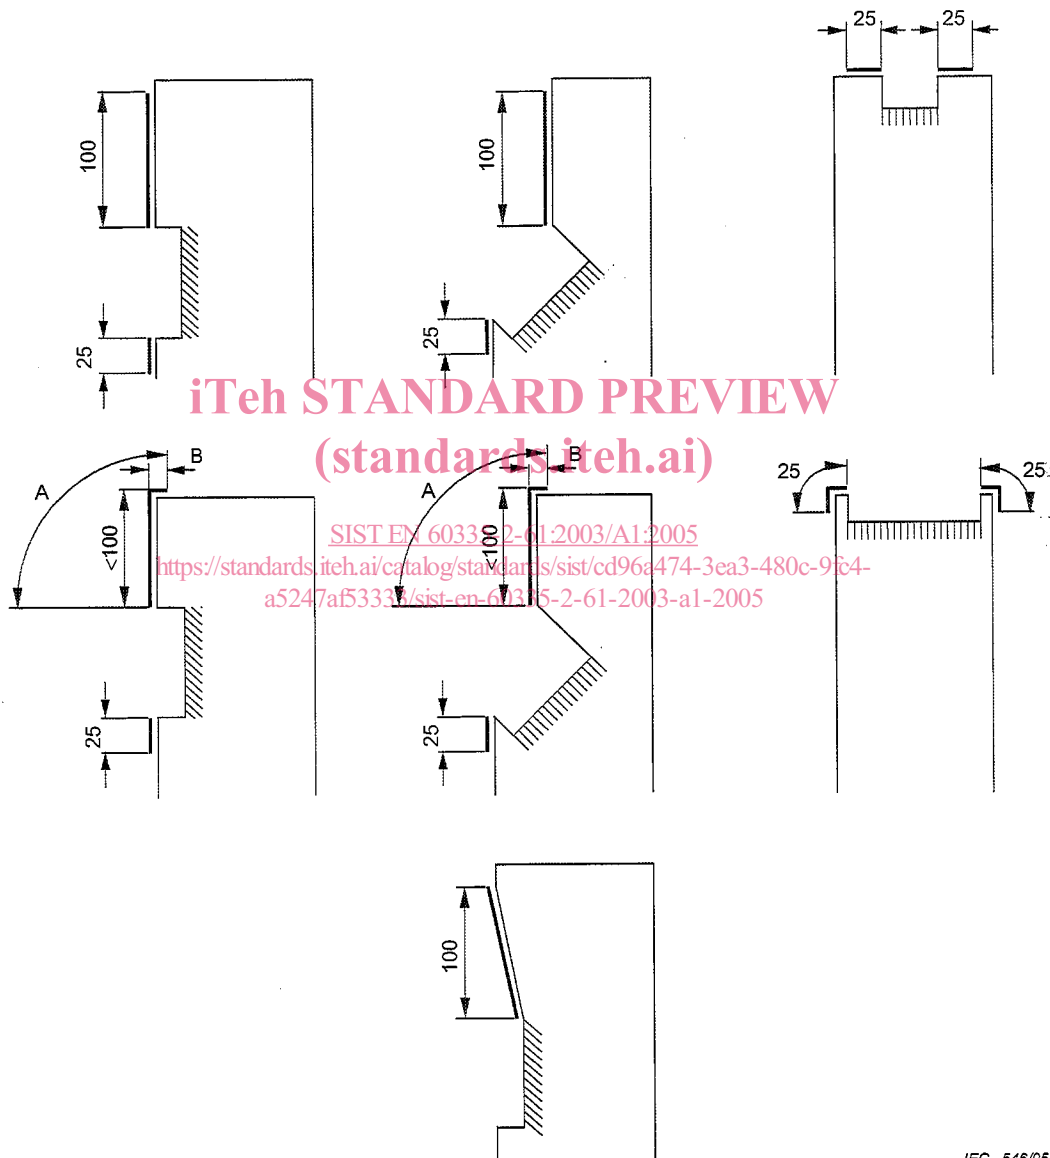 25 25
100
100
25
25
iTeh STANDARD PREVIEW
(standards.iteh.ai)
A B
A B
25 25
<100
<100
SIST EN 60335-2-61:2003/A1:2005
https://standards.iteh.ai/catalog/standards/sist/cd96a474-3ea3-480c-9fc4-
a5247af53333/sist-en-60335-2-61-2003-a1-2005
25
25
100